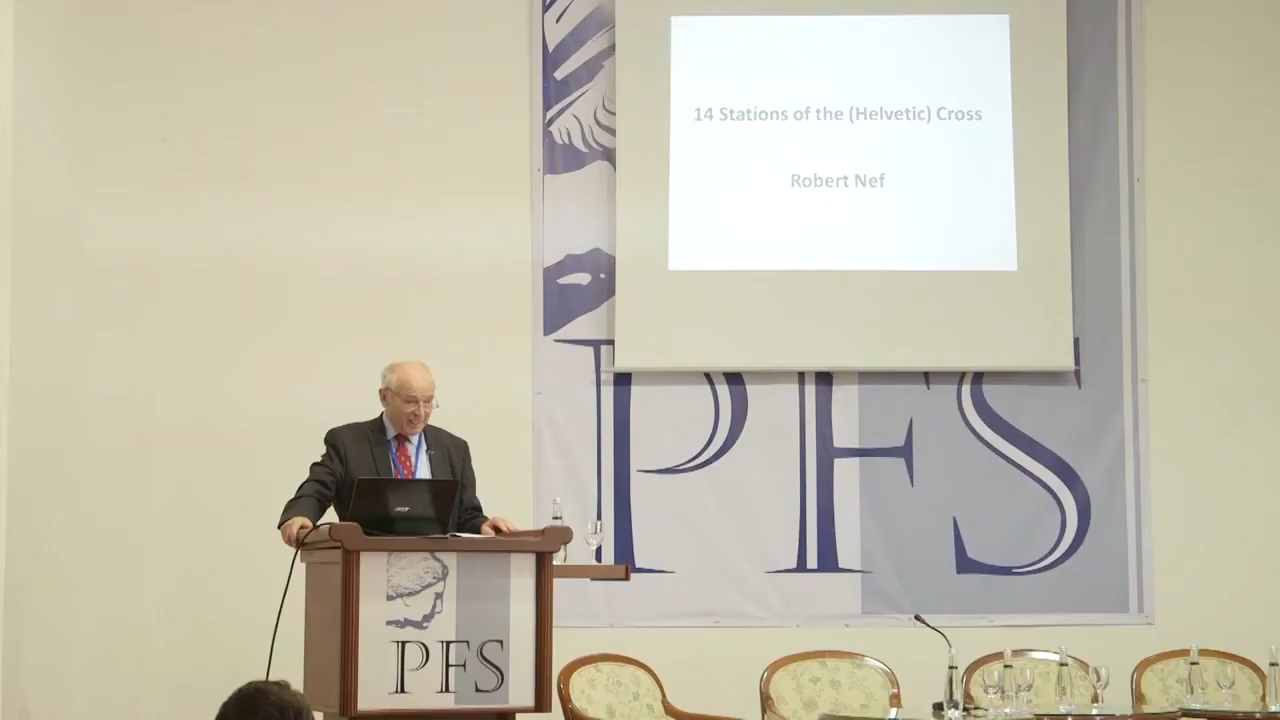 14 Stations of the (Helvetic) Cross
Robert Nef
PFS
acer
PFS